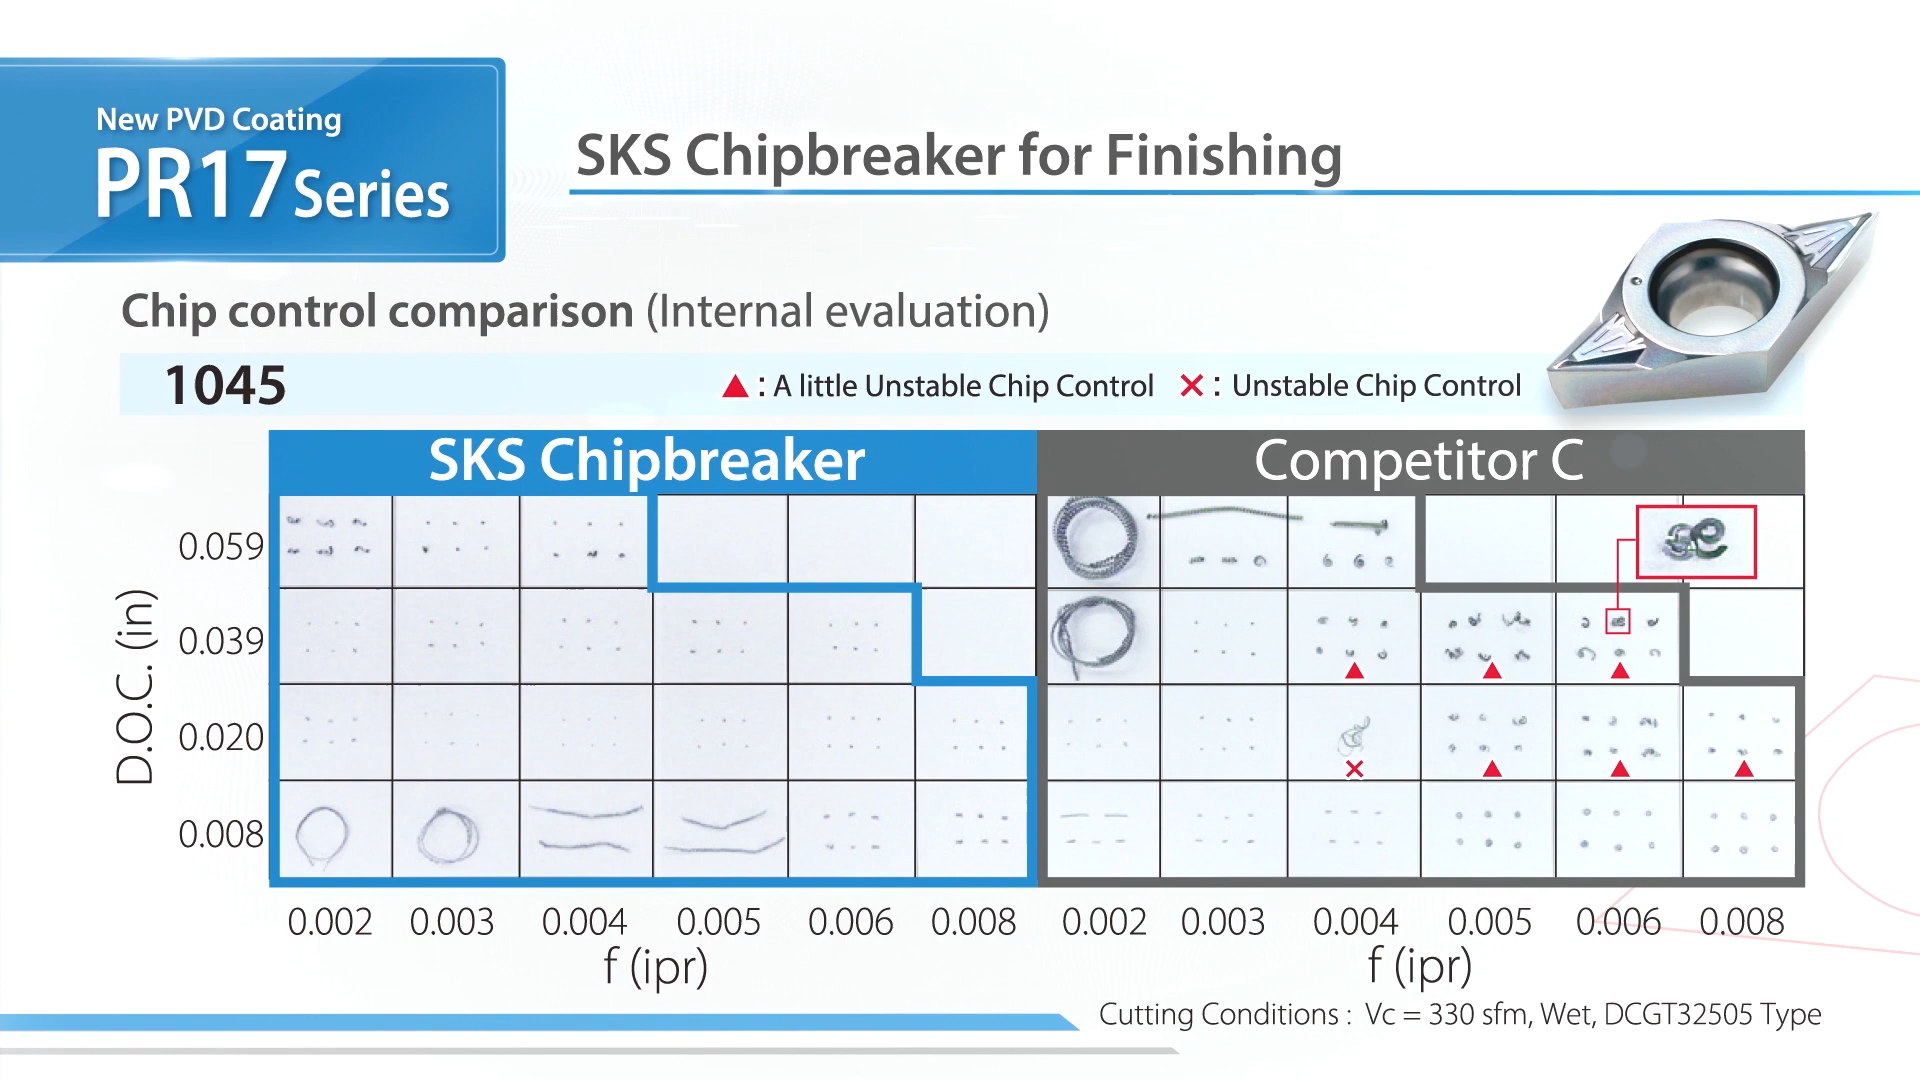 New PVD Coating
PR17 Series
SKS Chipbreaker for Finishing
Chip control comparison (Internal evaluation)
1045
▲ : A little Unstable Chip Control × : Unstable Chip Control
SKS Chipbreaker
Competitor C
D.O.C. (in)
0.059
0.039
0.020
0.008
0.002 0.003 0.004 0.005 0.006 0.008
f (ipr)
0.002 0.003 0.004 0.005 0.006 0.008
f (ipr)
Cutting Conditions : Vc = 330 sfm, Wet, DCGT32505 Type